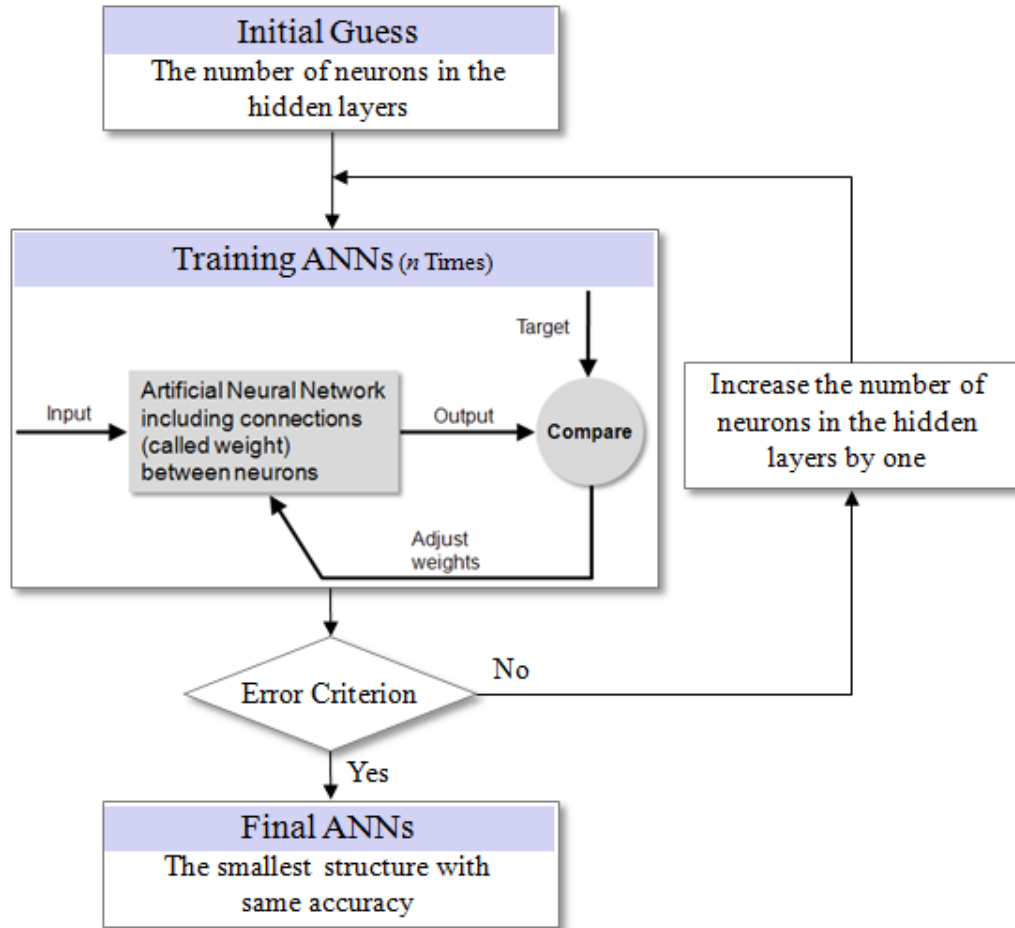 Initial Guess
The number of neurons in the
hidden layers
Training ANNs (n Times)
Target
Input
Artificial Neural Network
including connections
(called weight)
between neurons
Output
Compare
Adjust
weights
Increase the number of
neurons in the hidden
layers by one
Error Criterion
No
Yes
Final ANNs
The smallest structure with
same accuracy